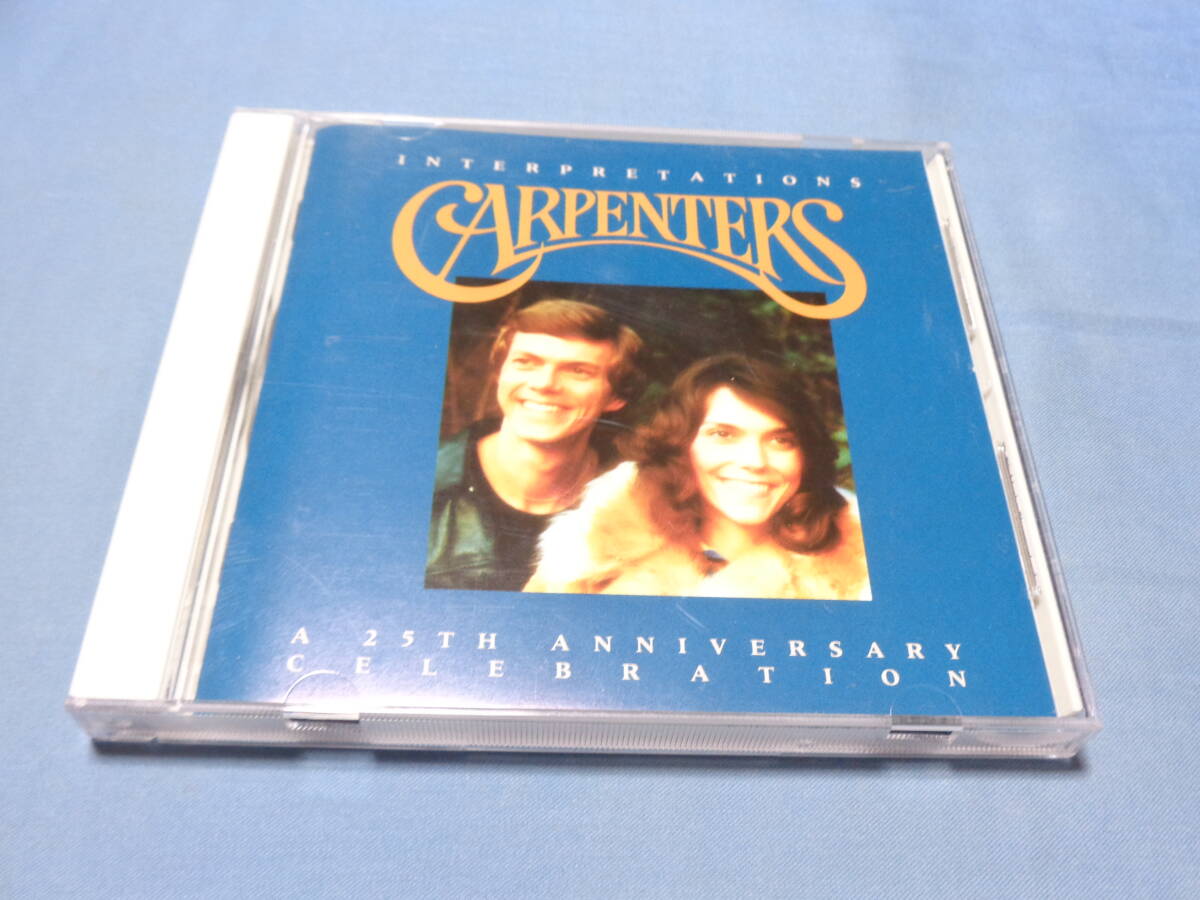 INTERPRETATIONS
CARPENTERS
A 25TH ANNIVERSARY
CELEBRATION